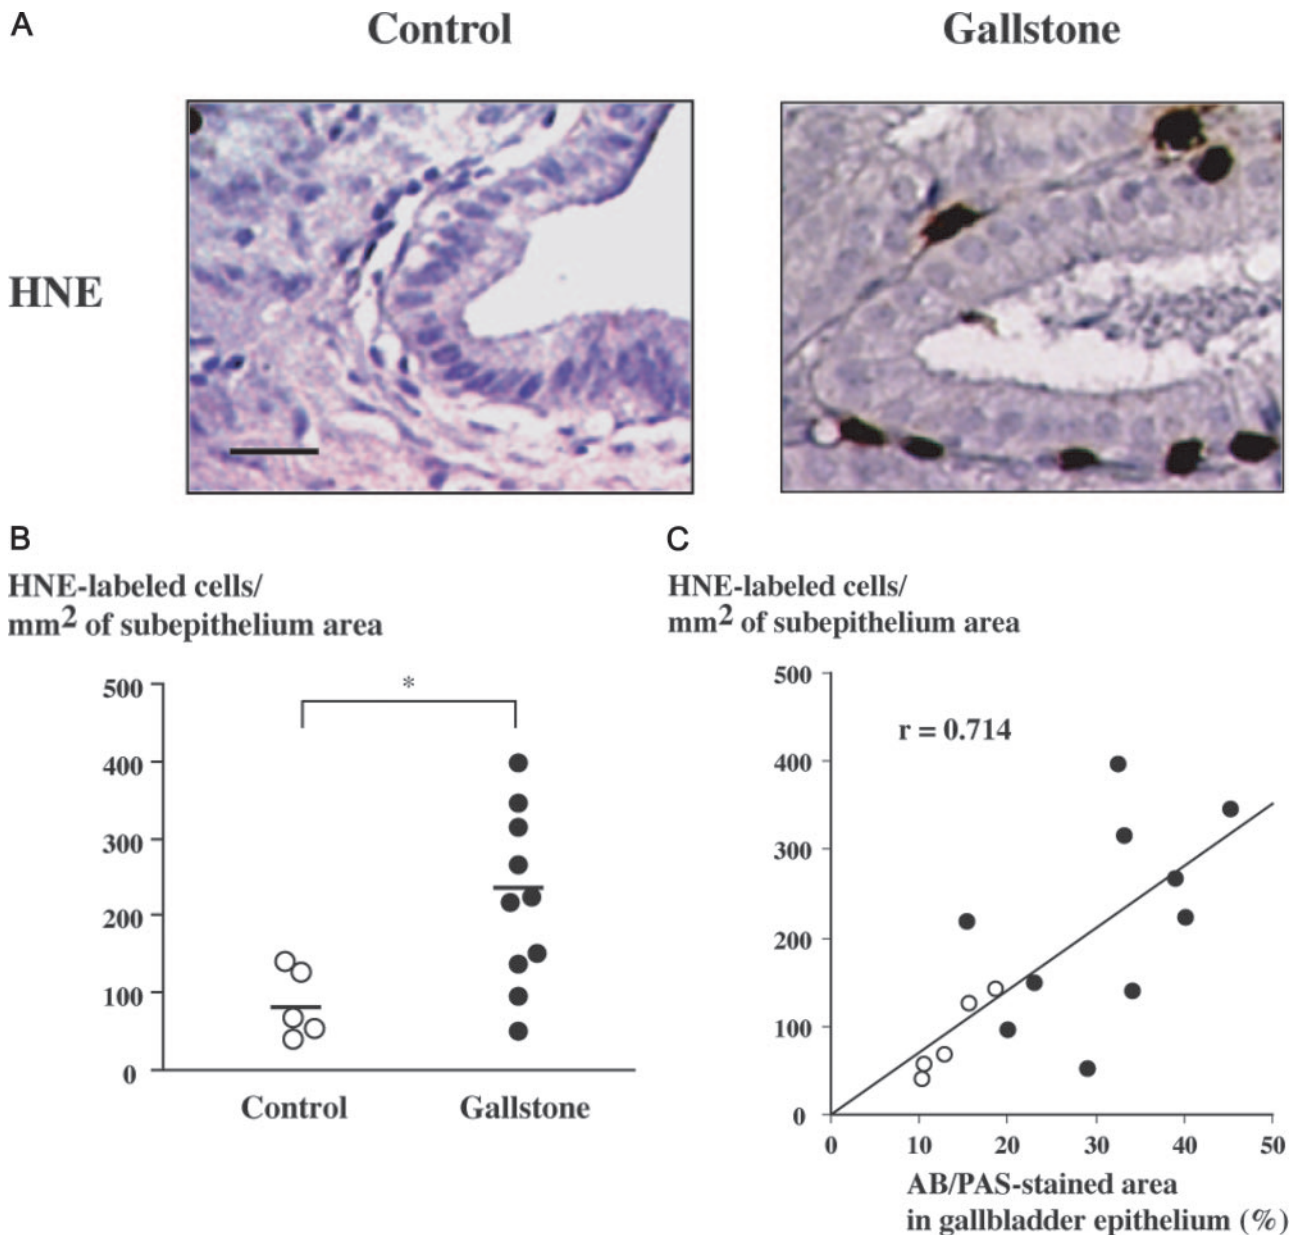 A
Control
Gallstone
HNE
B
HNE-labeled cells/
mm2 of subepithelium area
500
400
300
200
100
0
*
Control
Gallstone
C
HNE-labeled cells/
mm2 of subepithelium area
500
400
300
200
100
0
r = 0.714
0 10 20 30 40 50
AB/PAS-stained area
in gallbladder epithelium (%)